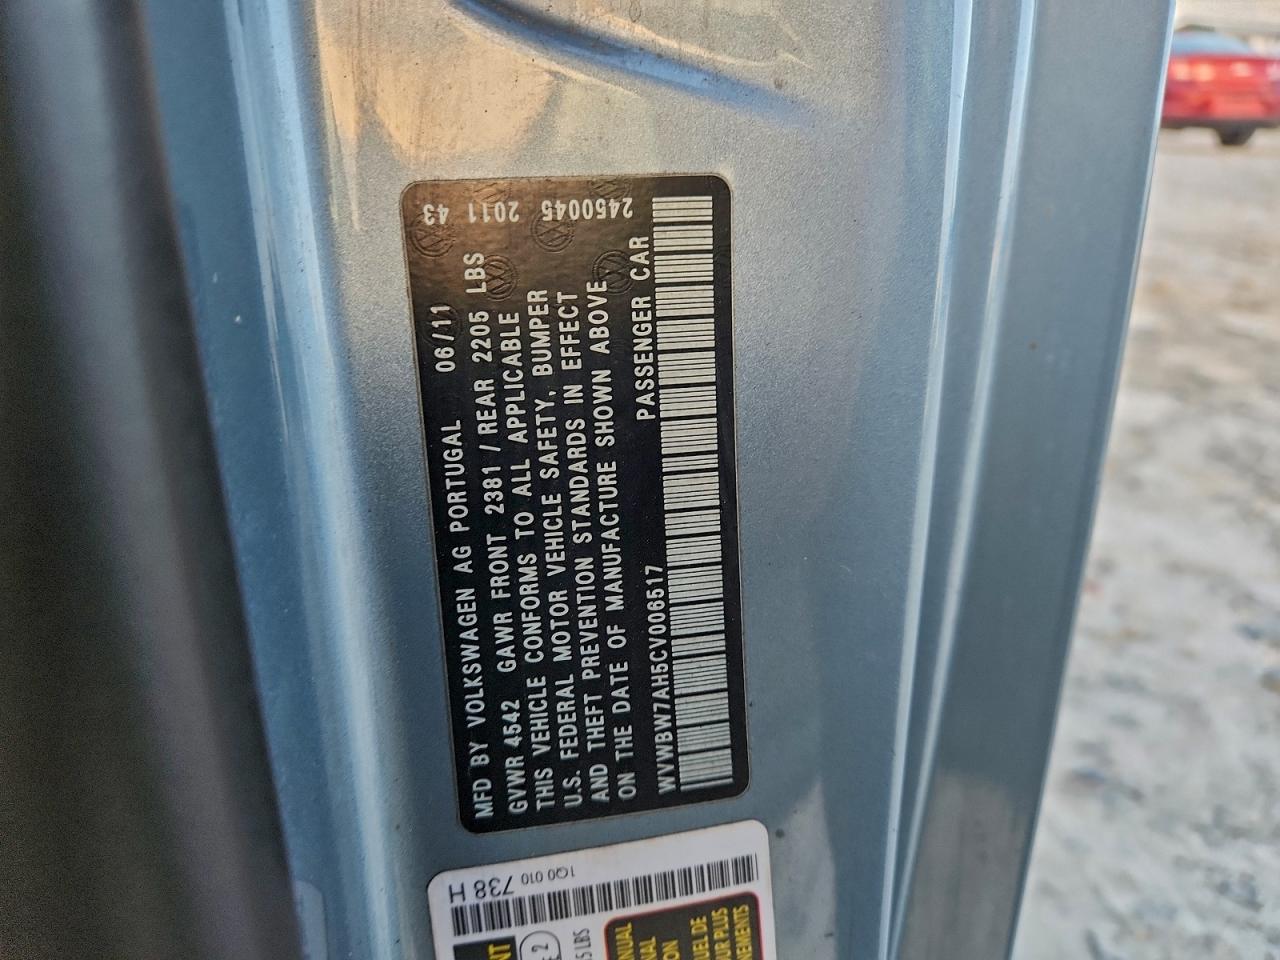 MFD BY VOLKSWAGEN AG PORTUGAL 06/11
GVWR 4542 GAWR FRONT 2381 / REAR 2205 LBS
THIS VEHICLE CONFORMS TO ALL APPLICABLE
U.S. FEDERAL MOTOR VEHICLE SAFETY, BUMPER
AND THEFT PREVENTION STANDARDS IN EFFECT
ON THE DATE OF MANUFACTURE SHOWN ABOVE
PASSENGER CAR
WVWBW7AH5CV006517
43
2011
2450045
1Q0 010
738 H